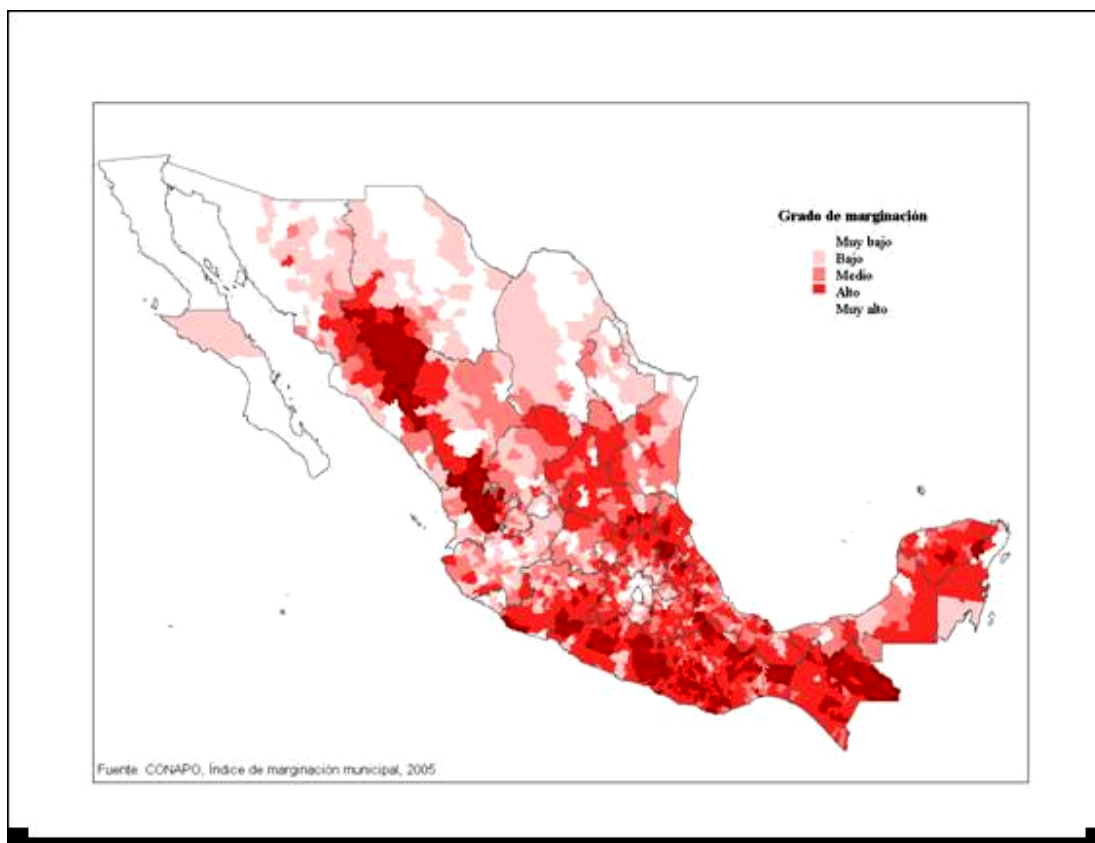 Grado de marginación
Muy bajo
Bajo
Medio
Alto
Muy alto
Fuente. CONAPO, Índice de marginación municipal, 2005.